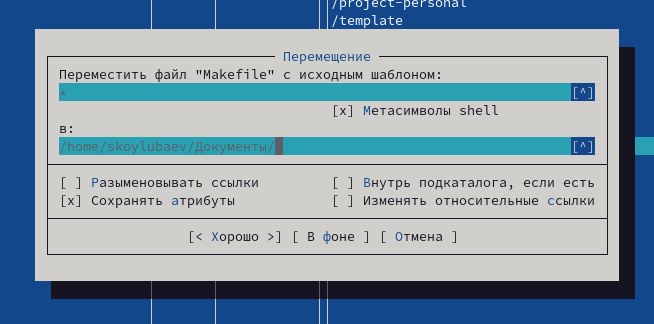 /project-personal
/template
Перемещение
Переместить файл "Makefile" с исходным шаблоном:
* [^]
[x] Метасимволы shell
в:
/home/skoylubaev/Документы/ [^]
[ ] Разыменовывать ссылки [ ] Внутрь подкаталога, если есть
[x] Сохранять атрибуты [ ] Изменять относительные ссылки
[< Хорошо >] [ В фоне ] [ Отмена ]